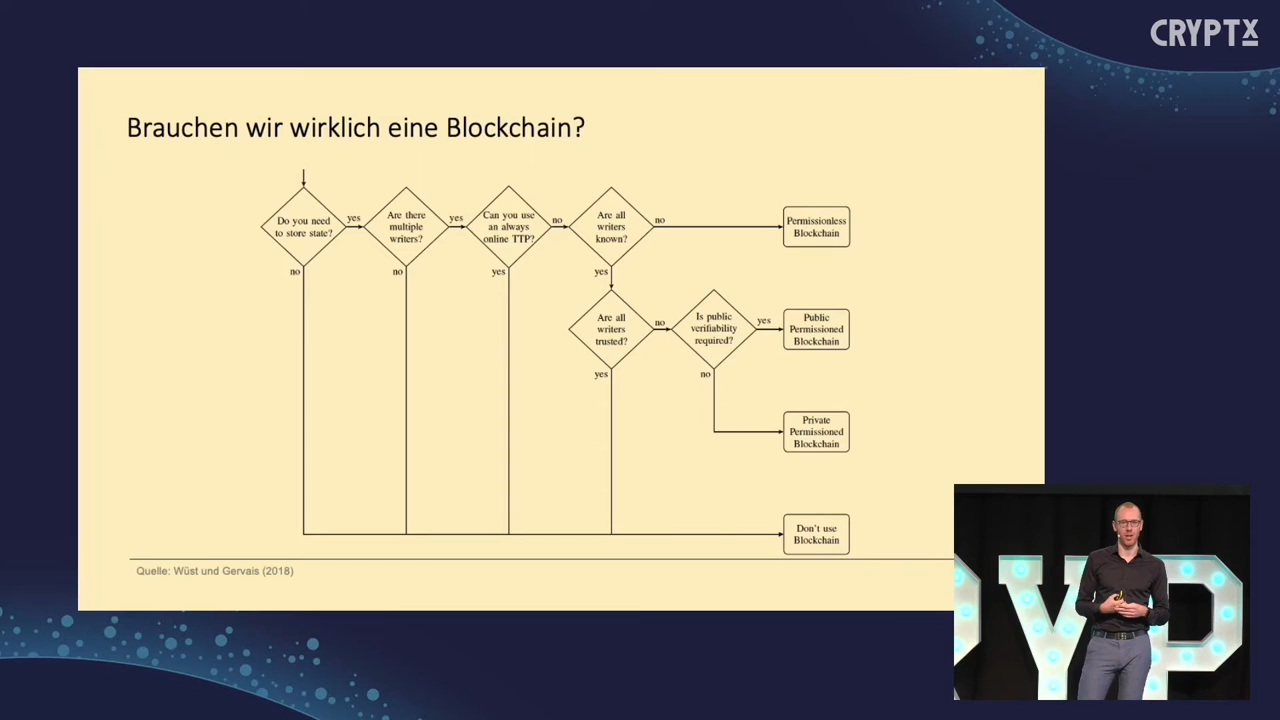 CRYPTX
Brauchen wir wirklich eine Blockchain?
Do you need
to store state?
yes
no
Are there
multiple
writers?
yes
no
Can you use
an always
online TTP?
no
yes
Are all
writers
known?
no
yes
Permissionless
Blockchain
Are all
writers
trusted?
no
yes
Is public
verifiability
required?
yes
no
Public
Permissioned
Blockchain
Private
Permissioned
Blockchain
Don't use
Blockchain
Quelle: Wüst und Gervais (2018)
RYP